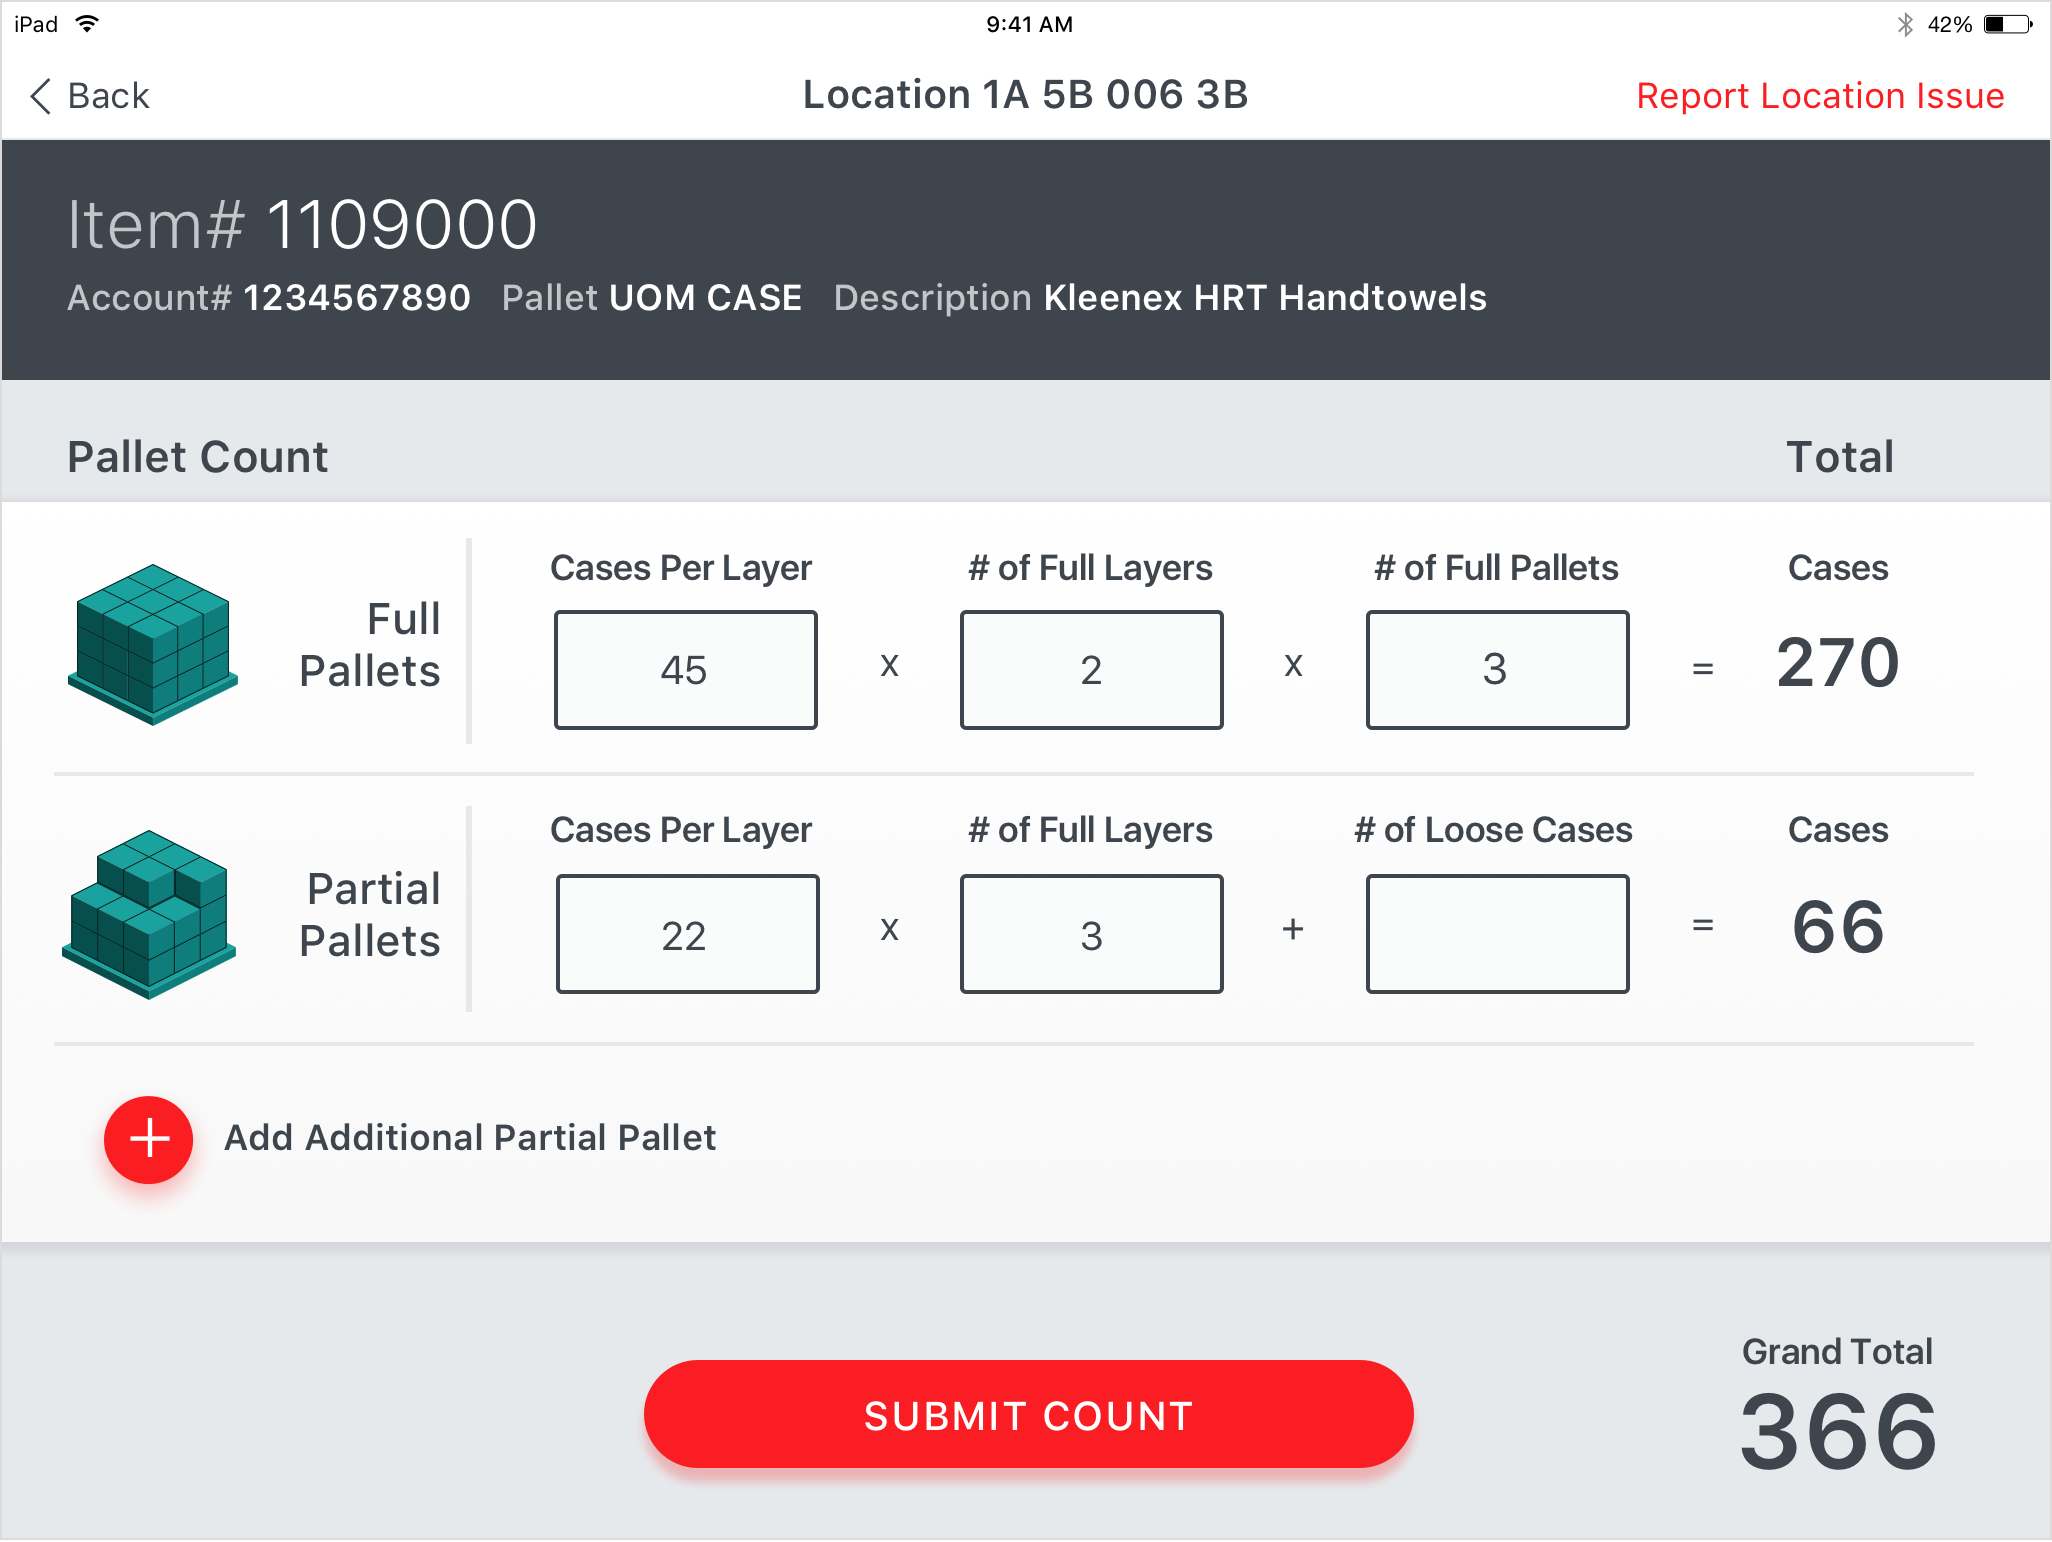 iPad 9:41 AM 42%
Back Location 1A 5B 006 3B Report Location Issue
Item# 1109000
Account# 1234567890 Pallet UOM CASE Description Kleenex HRT Handtowels
Pallet Count Total
Cases Per Layer # of Full Layers # of Full Pallets Cases
Full
Pallets
45 x 2 x 3 = 270
Cases Per Layer # of Full Layers # of Loose Cases Cases
Partial
Pallets
22 x 3 + = 66
+ Add Additional Partial Pallet
Grand Total
SUBMIT COUNT 366